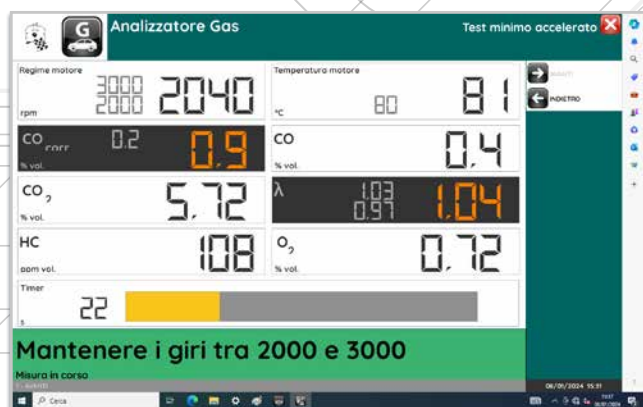 G
Analizzatore Gas
Test minimo accelerato
Regime motore
3000
2000
2040
rpm
Temperatura motore
80
81
°C
INDIETRO
CO corr
0.2
0.9
% vol.
CO
0.4
% vol.
CO2
5.72
% vol.
λ
1.03
0.97
1.04
HC
108
ppm vol.
O2
0.72
% vol.
Timer
22
s
Mantenere i giri tra 2000 e 3000
Misura in corso
06/01/2024 15:31
Cerca